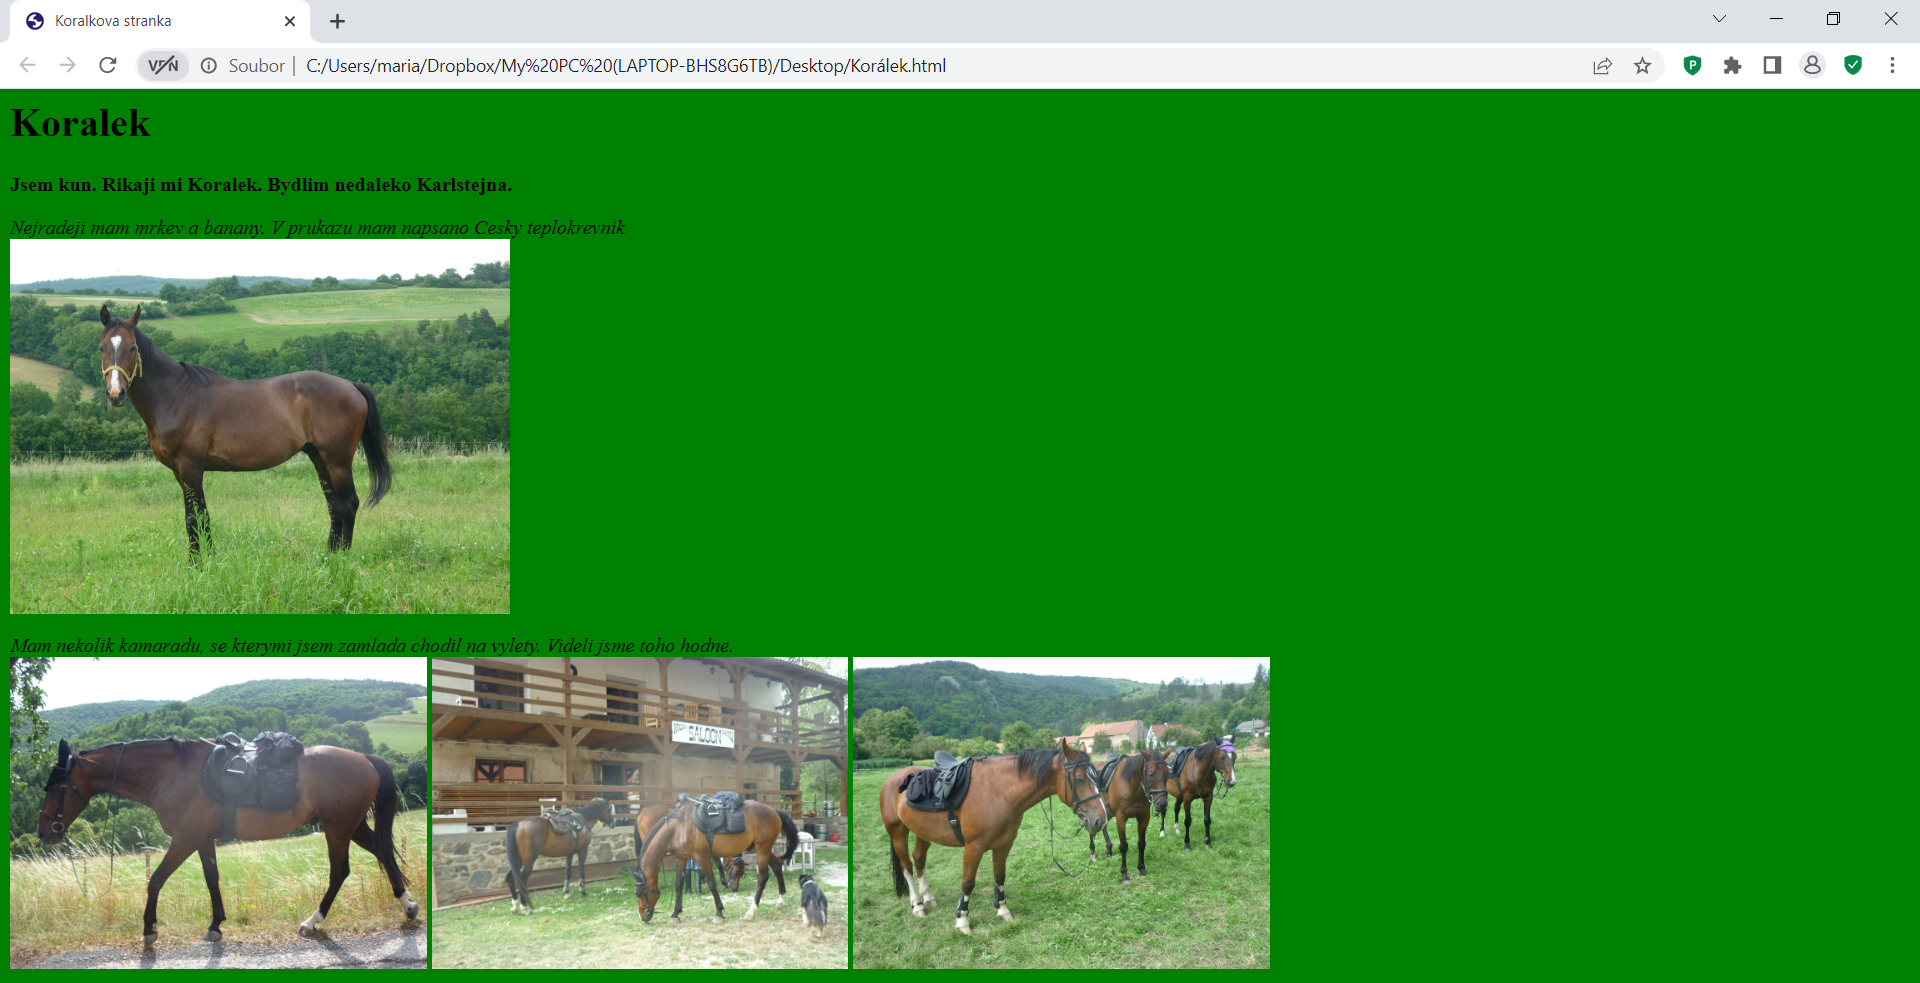 Koralkova stranka
VPN
Soubor | C:/Users/maria/Dropbox/My%20PC%20(LAPTOP-BHS8G6TB)/Desktop/Korálek.html
P
Koralek
Jsem kun. Rikaji mi Koralek. Bydlim nedaleko Karlstejna.
Nejradeji mam mrkev a banany. V prukazu mam napsano Cesky teplokrevnik
Mam nekolik kamaradu, se kterymi jsem zamlada chodil na vylety. Videli jsme toho hodne.
SALOON